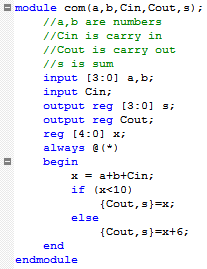 module com(a,b,Cin,Cout,s);
//a,b are numbers
//Cin is carry in
//Cout is carry out
//s is sum
input [3:0] a,b;
input Cin;
output reg [3:0] s;
output reg Cout;
reg [4:0] x;
always @(*)
begin
x = a+b+Cin;
if (x<10)
{Cout,s}=x;
else
{Cout,s}=x+6;
end
endmodule